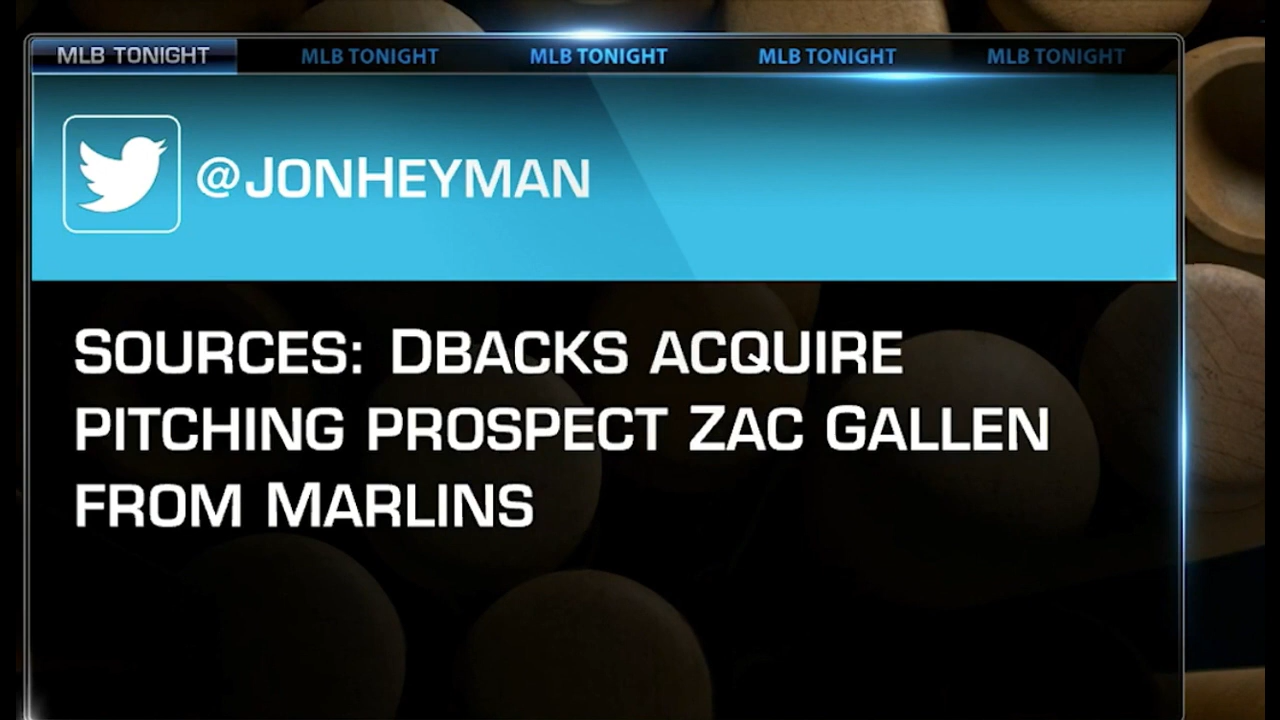 MLB TONIGHT MLB TONIGHT MLB TONIGHT MLB TONIGHT MLB TONIGHT
@JONHEYMAN
SOURCES: DBACKS ACQUIRE
PITCHING PROSPECT ZAC GALLEN
FROM MARLINS